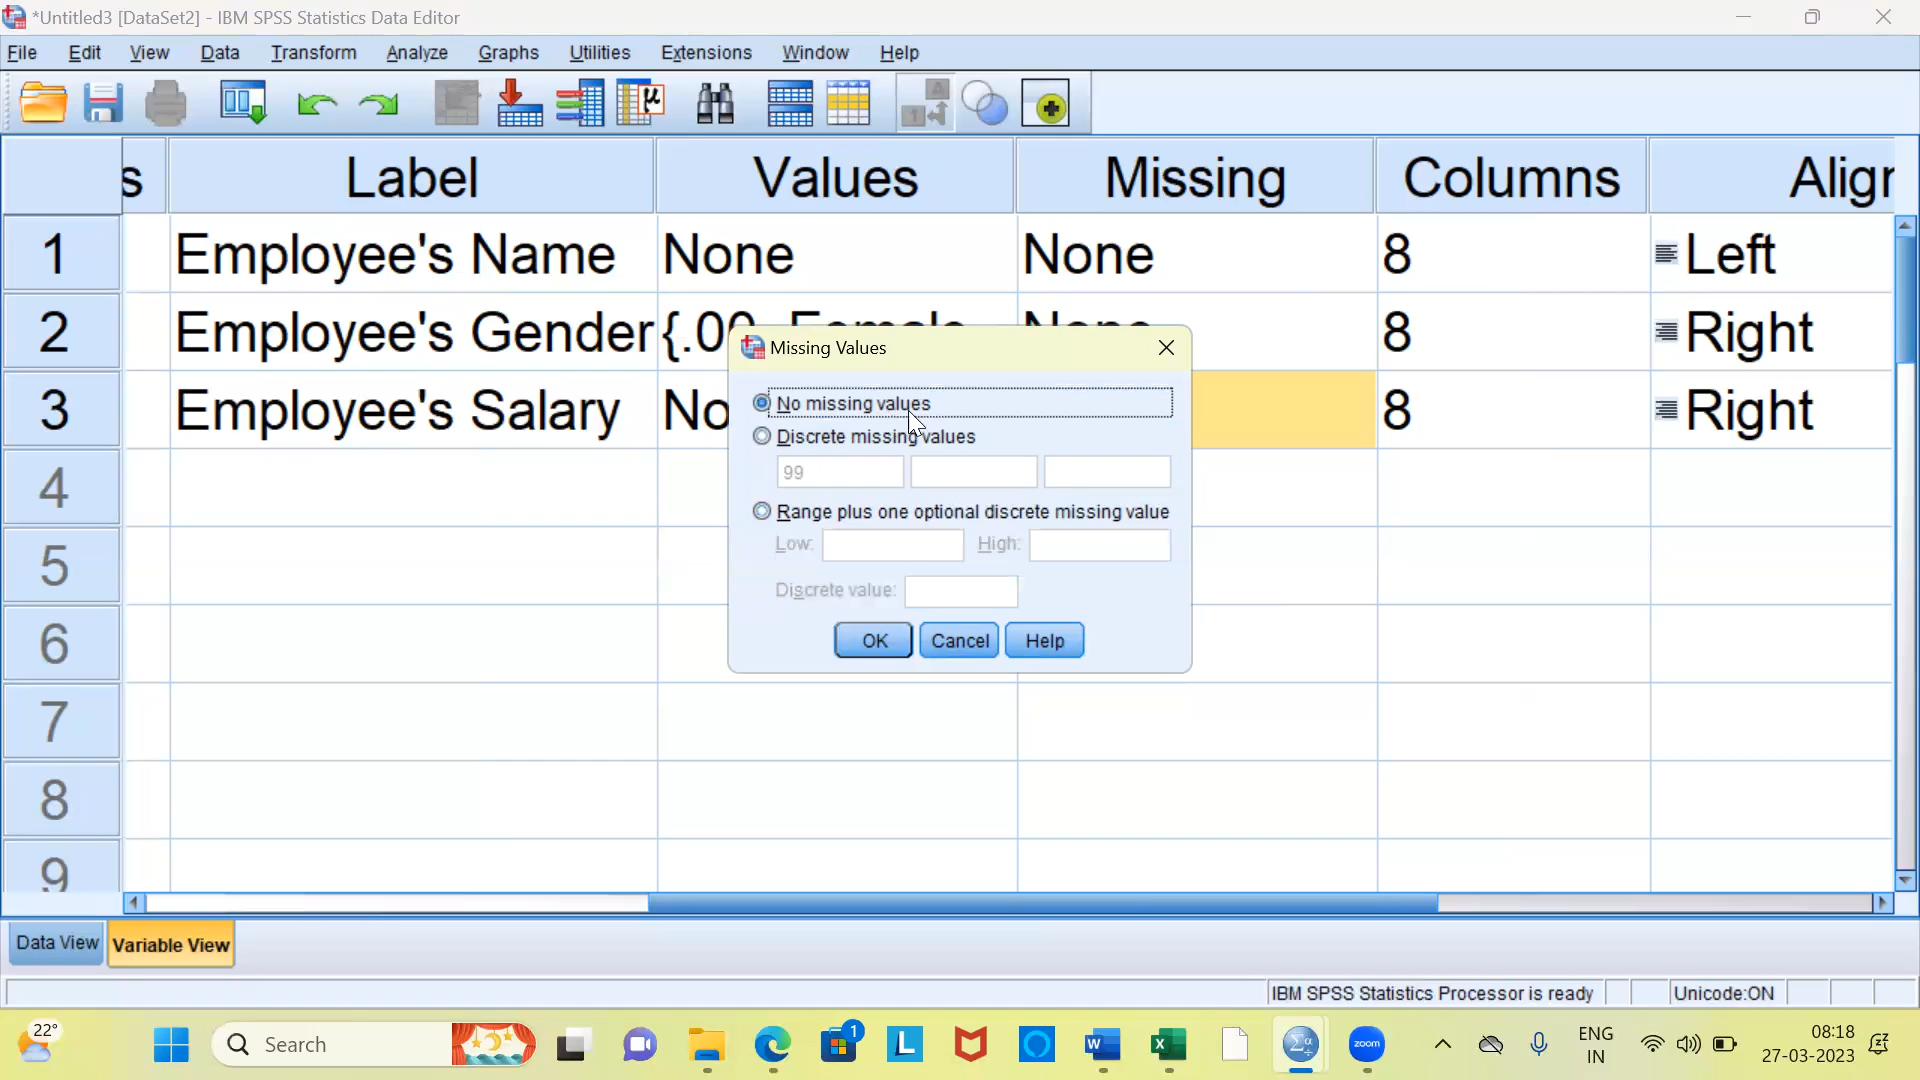 *Untitled3 [DataSet2] - IBM SPSS Statistics Data Editor
File Edit View Data Transform Analyze Graphs Utilities Extensions Window Help
s Label Values Missing Columns Align
1 Employee's Name None None 8 Left
2 Employee's Gender {.00, Female None 8 Right
3 Employee's Salary No 8 Right
Missing Values
No missing values
Discrete missing values
99
Range plus one optional discrete missing value
Low: High:
Discrete value:
OK Cancel Help
4
5
6
7
8
9
Data View Variable View
IBM SPSS Statistics Processor is ready Unicode:ON
22° Search 1 L W X zoom ENG 08:18
IN 27-03-2023